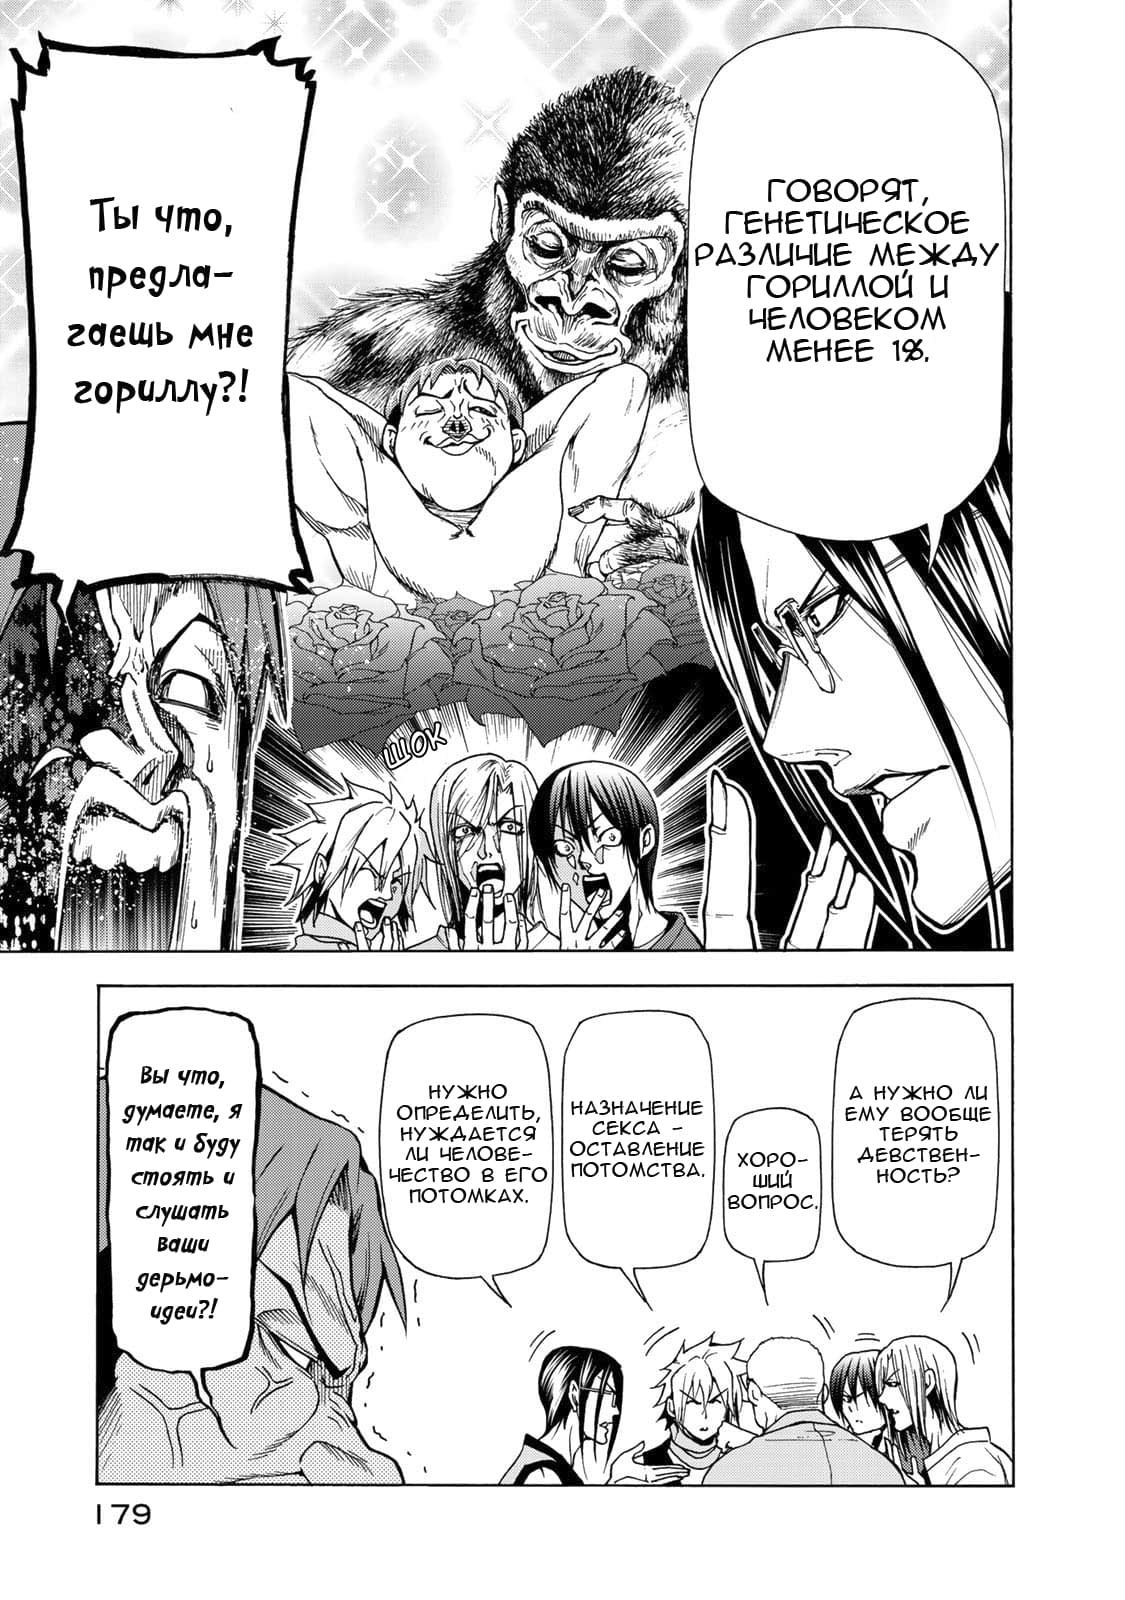 ГОВОРЯТ,
ГЕНЕТИЧЕСКОЕ
РАЗЛИЧИЕ МЕЖДУ
ГОРИЛЛОЙ И
ЧЕЛОВЕКОМ
МЕНЕЕ 1%.
Ты что,
предла-
гаешь мне
гориллу?!
ШОК
А НУЖНО ЛИ
ЕМУ ВООБЩЕ
ТЕРЯТЬ
ДЕВСТВЕН-
НОСТЬ?
ХОРО-
ШИЙ
ВОПРОС.
НАЗНАЧЕНИЕ
СЕКСА -
ОСТАВЛЕНИЕ
ПОТОМСТВА.
НУЖНО
ОПРЕДЕЛИТЬ,
НУЖДАЕТСЯ
ЛИ ЧЕЛОВЕ-
ЧЕСТВО В ЕГО
ПОТОМКАХ.
Вы что,
думаете, я
так и буду
стоять и
слушать
ваши
дерьмо-
идеи?!
179